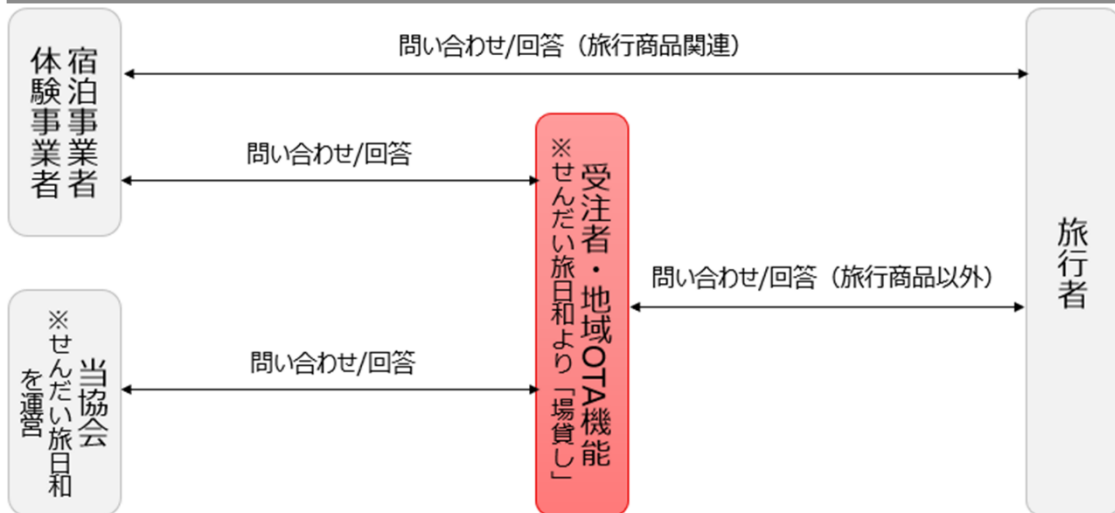 宿泊事業者
体験事業者
問い合わせ/回答（旅行商品関連）
問い合わせ/回答
受注者・地域OTA機能
※せんだい旅日和より「場貸し」
問い合わせ/回答（旅行商品以外）
旅行者
当協会
※せんだい旅日和
を運営
問い合わせ/回答